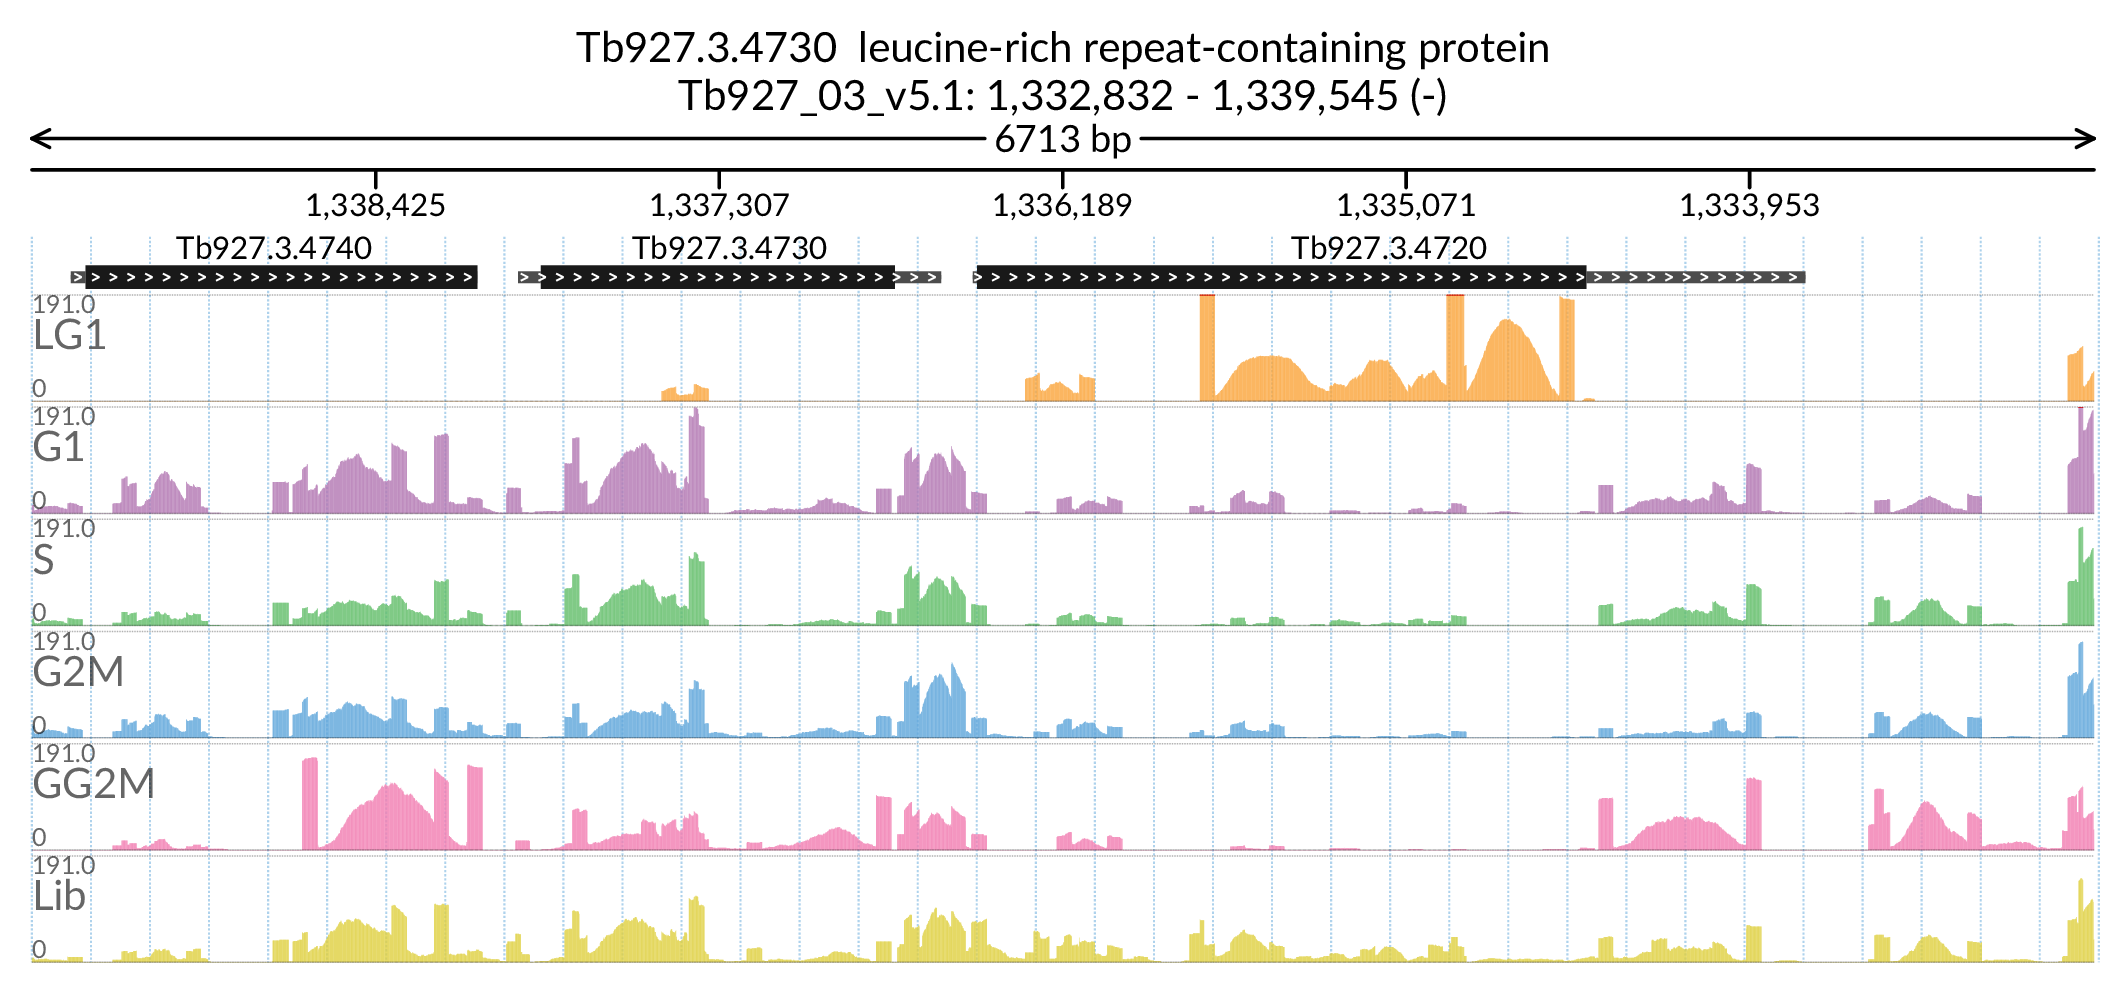 Tb927.3.4730  leucine-rich repeat-containing protein
Tb927_03_v5.1: 1,332,832 - 1,339,545 (-)
6713 bp
1,338,425 1,337,307 1,336,189 1,335,071 1,333,953
Tb927.3.4740 Tb927.3.4730 Tb927.3.4720
191.0
LG1
0
191.0
G1
0
191.0
S
0
191.0
G2M
0
191.0
GG2M
0
191.0
Lib
0